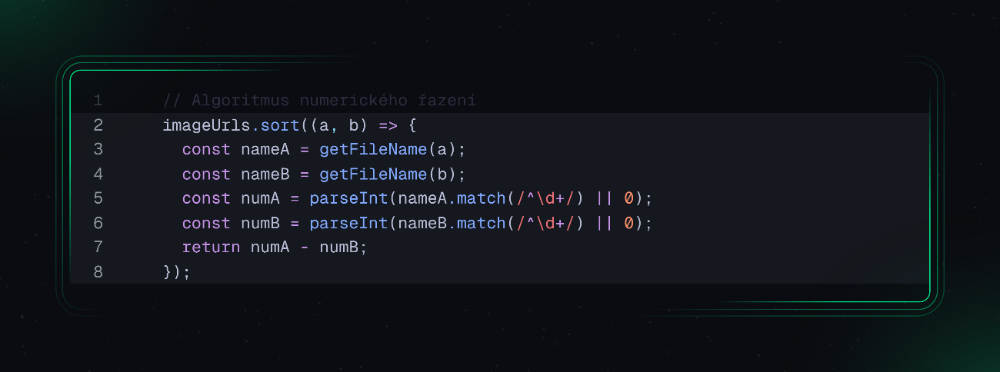 1 // Algoritmus numerického řazení
2 imageUrls.sort((a, b) => {
3 const nameA = getFileName(a);
4 const nameB = getFileName(b);
5 const numA = parseInt(nameA.match(/^\d+/) || 0);
6 const numB = parseInt(nameB.match(/^\d+/) || 0);
7 return numA - numB;
8 });